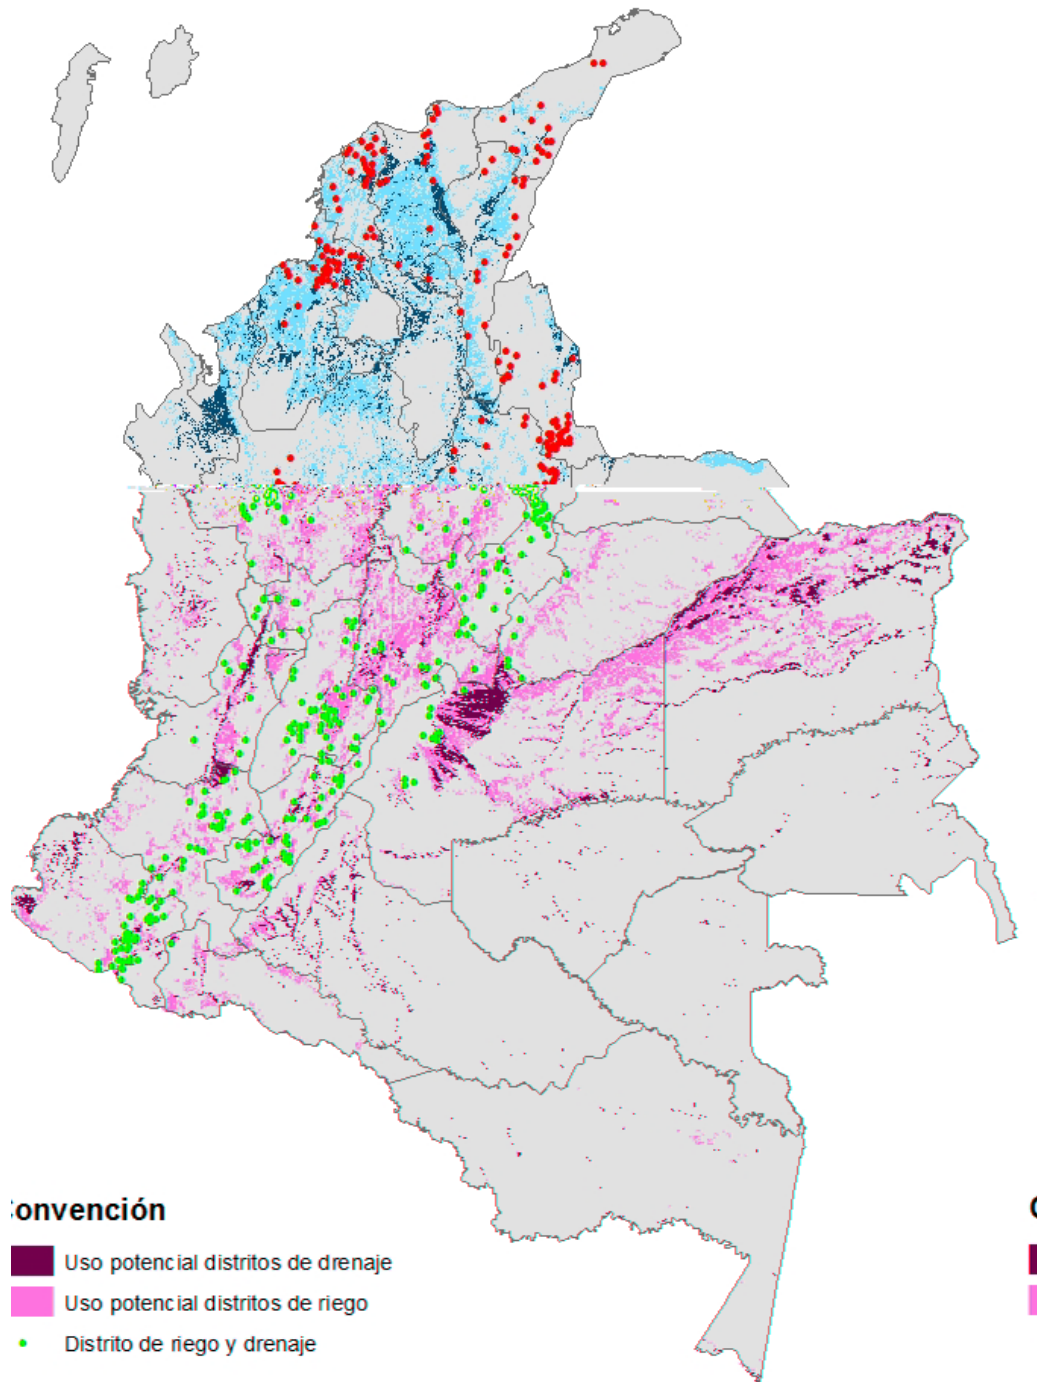 onvención
Uso potencial distritos de drenaje
Uso potencial distritos de riego
Distrito de riego y drenaje